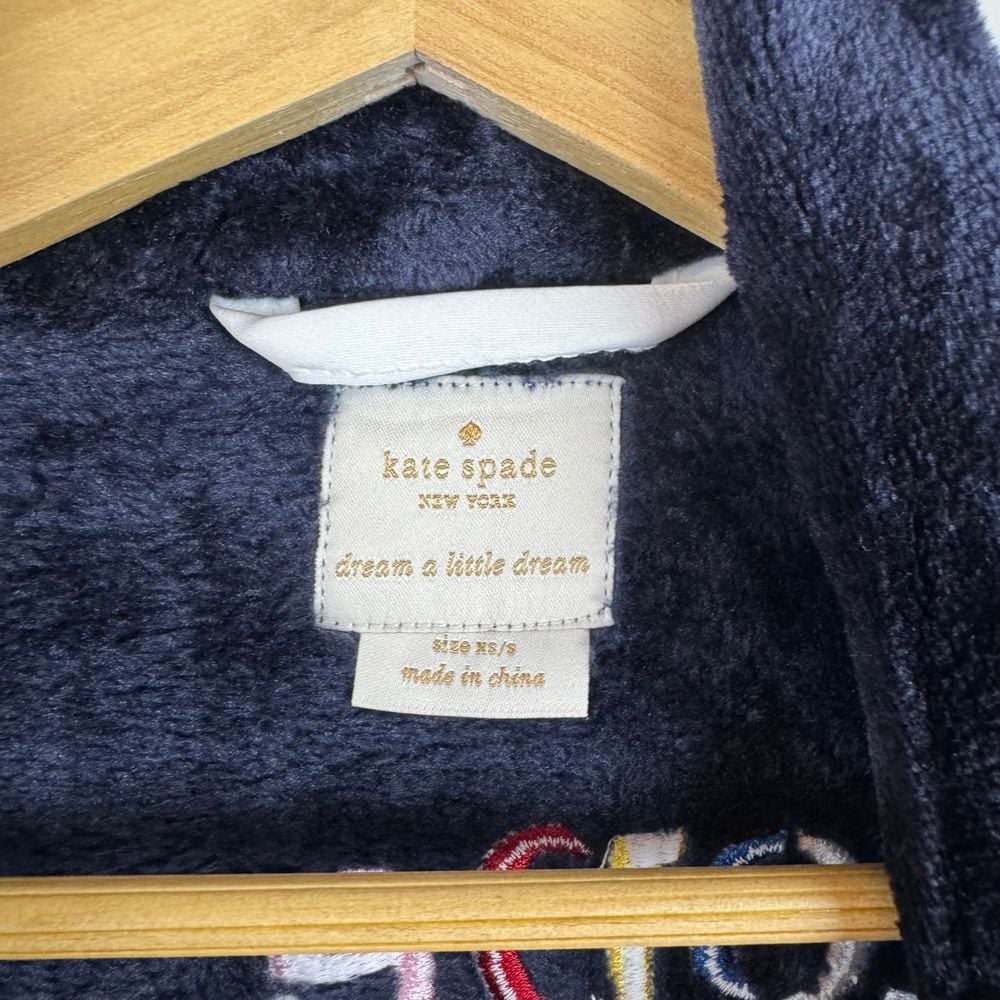 kate spade
NEW YORK
dream a little dream
size XS/S
made in china